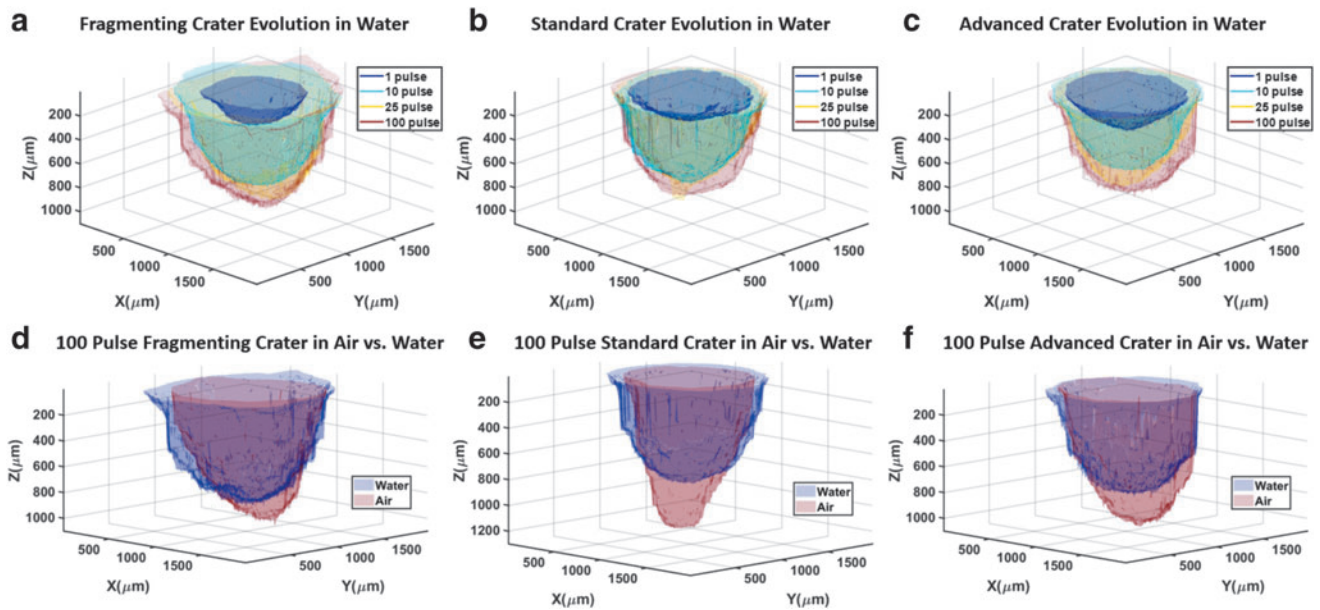 a Fragmenting Crater Evolution in Water
1 pulse
10 pulse
25 pulse
100 pulse
200
400
600
800
1000
Z(μm)
500
1000
1500
X(μm)
500
1000
1500
Y(μm)
b Standard Crater Evolution in Water
1 pulse
10 pulse
25 pulse
100 pulse
200
400
600
800
1000
Z(μm)
500
1000
1500
X(μm)
500
1000
1500
Y(μm)
c Advanced Crater Evolution in Water
1 pulse
10 pulse
25 pulse
100 pulse
200
400
600
800
1000
Z(μm)
500
1000
1500
X(μm)
500
1000
1500
Y(μm)
d 100 Pulse Fragmenting Crater in Air vs. Water
200
400
600
800
1000
Z(μm)
Water
Air
500
1000
1500
X(μm)
500
1000
1500
Y(μm)
e 100 Pulse Standard Crater in Air vs. Water
200
400
600
800
1000
1200
Z(μm)
Water
Air
500
1000
1500
X(μm)
500
1000
1500
Y(μm)
f 100 Pulse Advanced Crater in Air vs. Water
200
400
600
800
1000
Z(μm)
Water
Air
500
1000
1500
X(μm)
500
1000
1500
Y(μm)